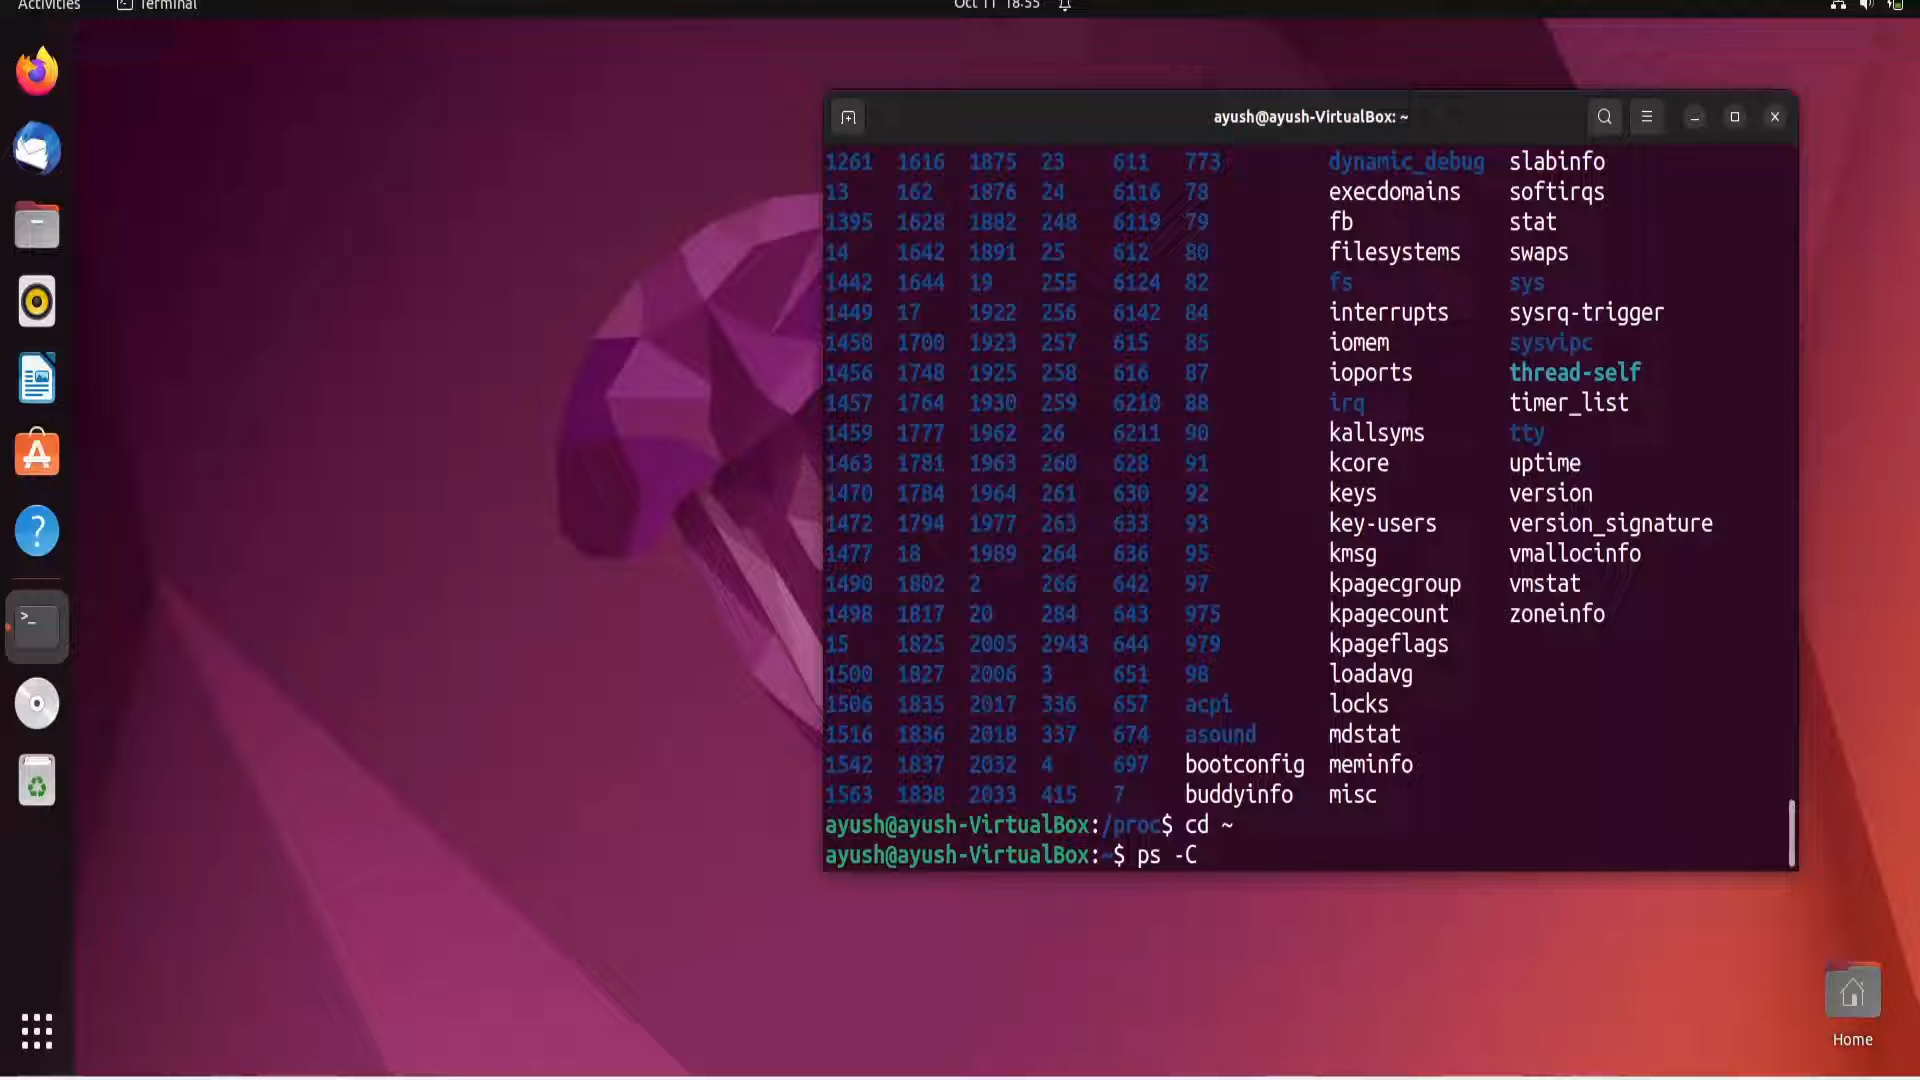 Activities Terminal Oct 11 18:55
ayush@ayush-VirtualBox: ~
1261 1616 1875 23 611 773 dynamic_debug slabinfo
13 162 1876 24 6116 78 execdomains softirqs
1395 1628 1882 248 6119 79 fb stat
14 1642 1891 25 612 80 filesystems swaps
1442 1644 19 255 6124 82 fs sys
1449 17 1922 256 6142 84 interrupts sysrq-trigger
1450 1700 1923 257 615 85 iomem sysvipc
1456 1748 1925 258 616 87 ioports thread-self
1457 1764 1930 259 6210 88 irq timer_list
1459 1777 1962 26 6211 90 kallsyms tty
1463 1781 1963 260 628 91 kcore uptime
1470 1784 1964 261 630 92 keys version
1472 1794 1977 263 633 93 key-users version_signature
1477 18 1989 264 636 95 kmsg vmallocinfo
1490 1802 2 266 642 97 kpagecgroup vmstat
1498 1817 20 284 643 975 kpagecount zoneinfo
15 1825 2005 2943 644 979 kpageflags
1500 1827 2006 3 651 98 loadavg
1506 1835 2017 336 657 acpi locks
1516 1836 2018 337 674 asound mdstat
1542 1837 2032 4 697 bootconfig meminfo
1563 1838 2033 415 7 buddyinfo misc
ayush@ayush-VirtualBox:/proc$ cd ~
ayush@ayush-VirtualBox:~$ ps -C
Home